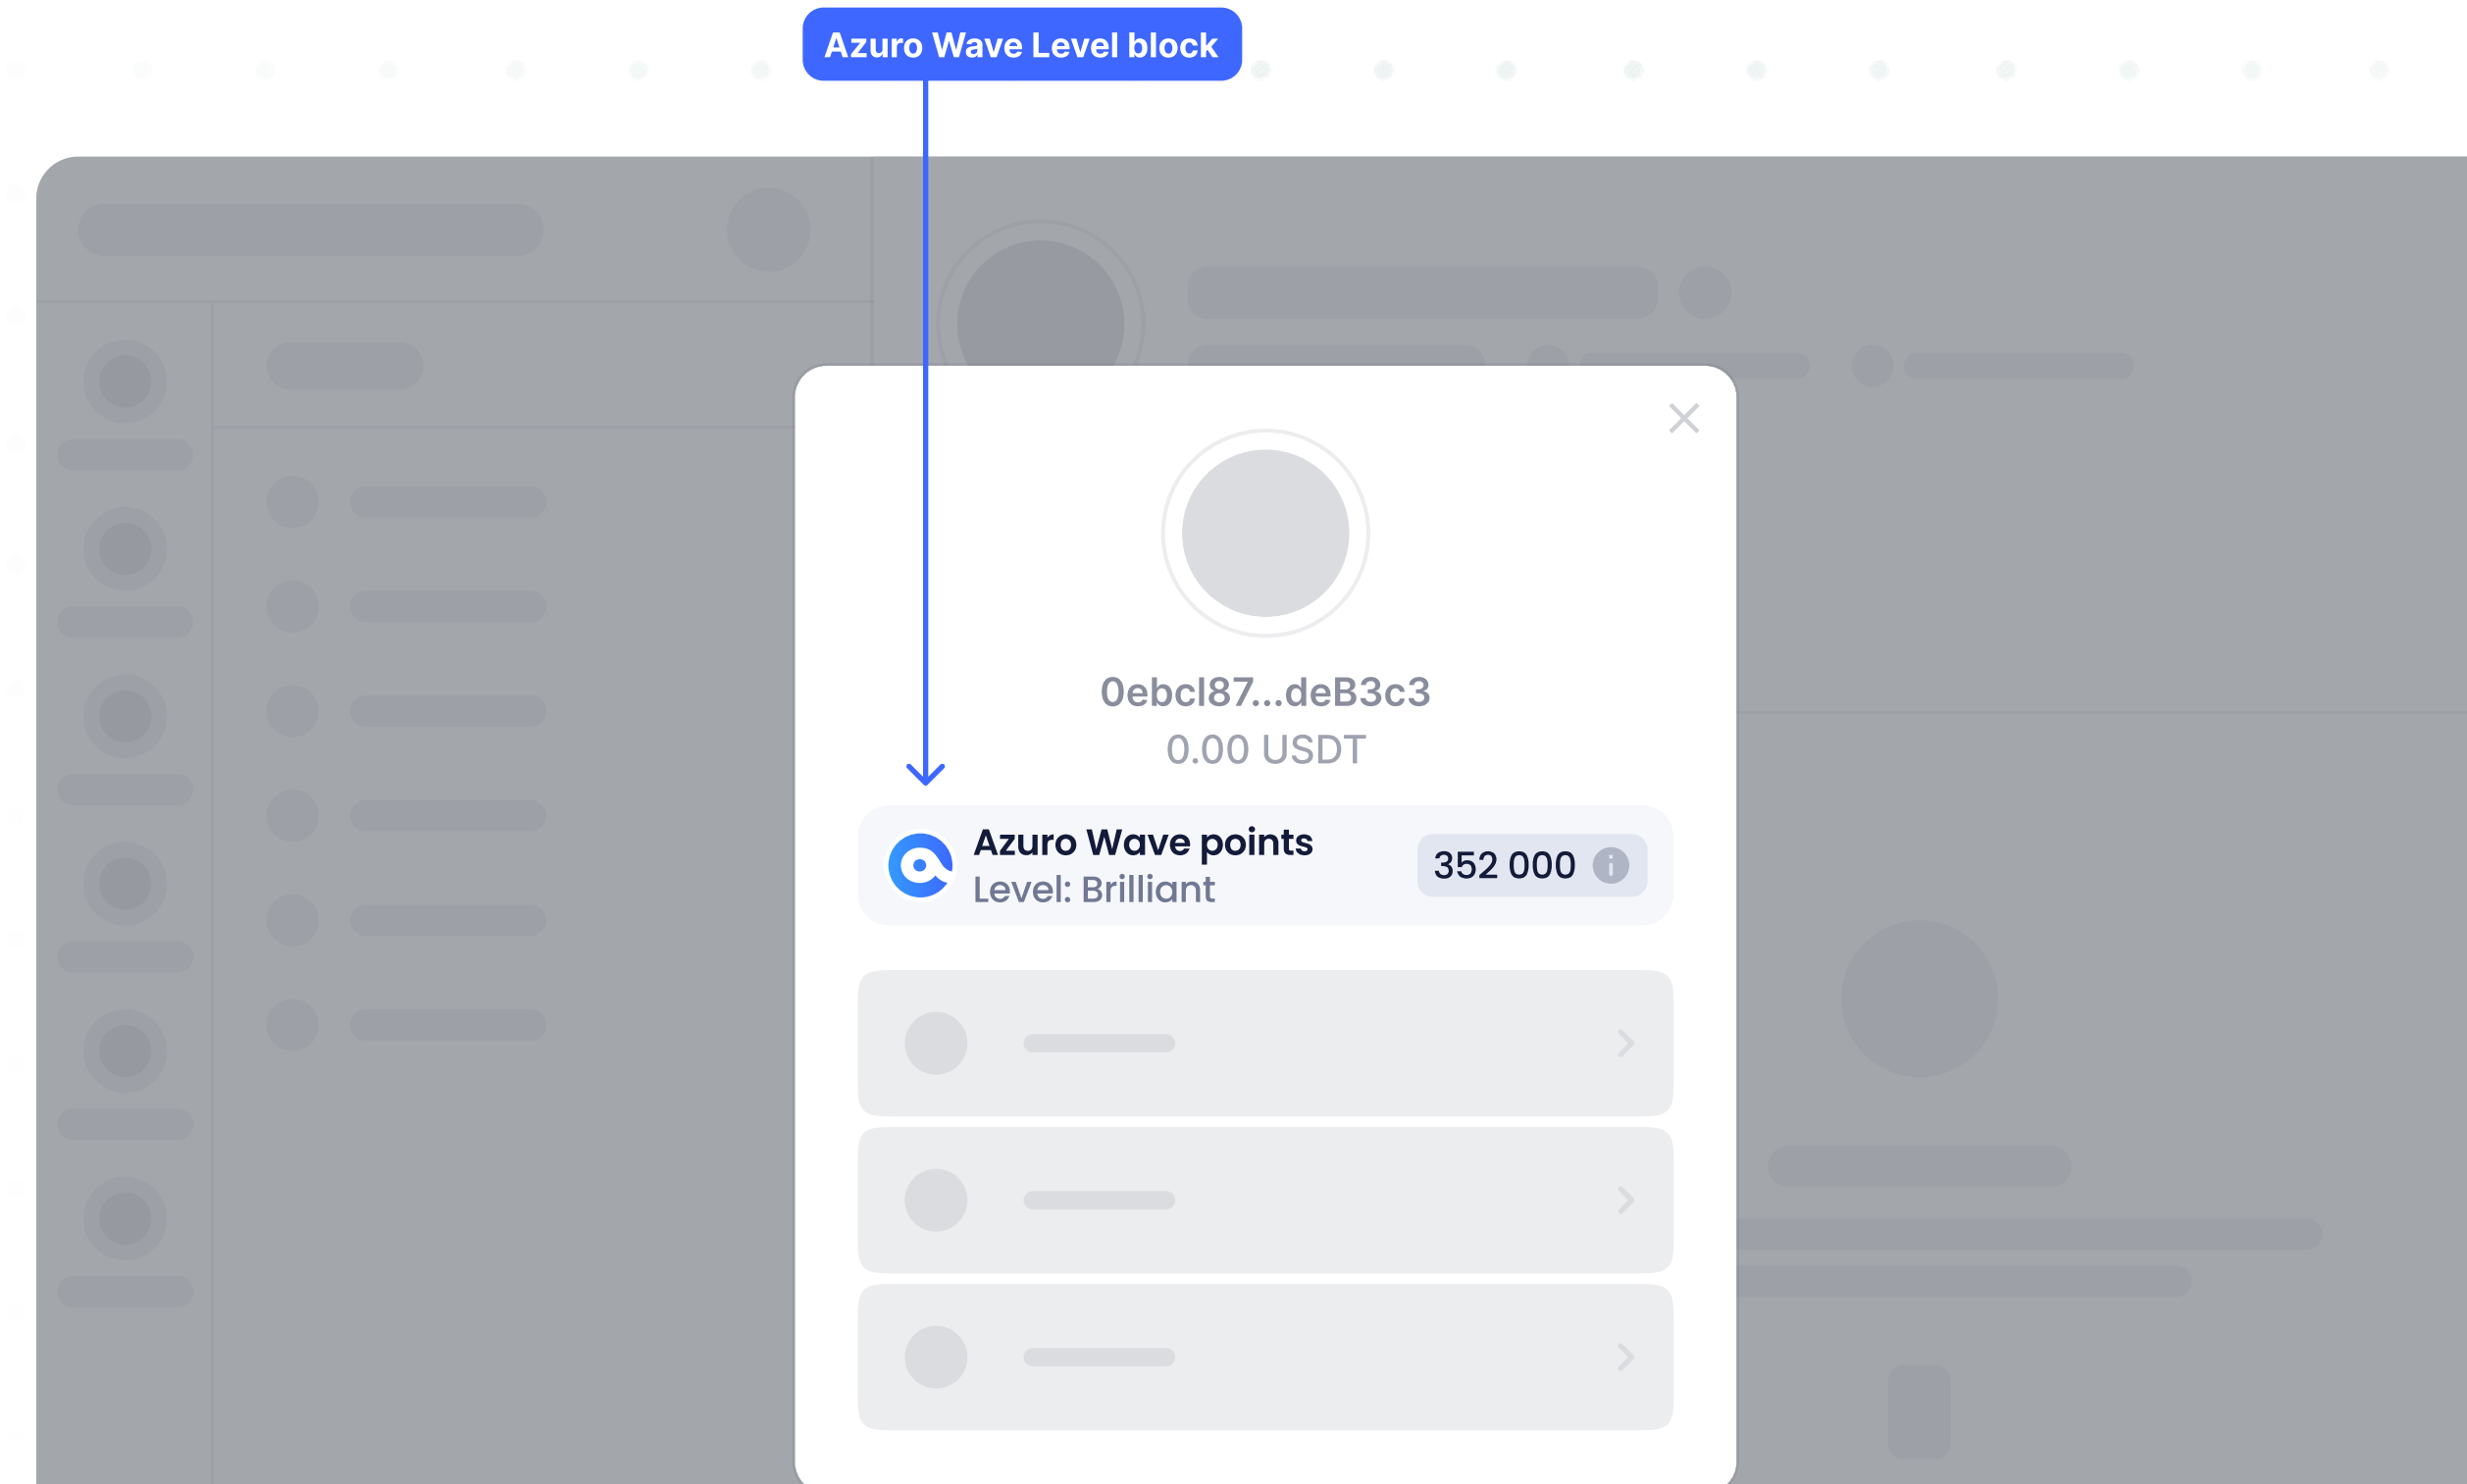 Azuro Wave Level block
0ebcl87...deB3c3
0.00 USDT
Azuro Wave points
Level: Brilliant
352 000